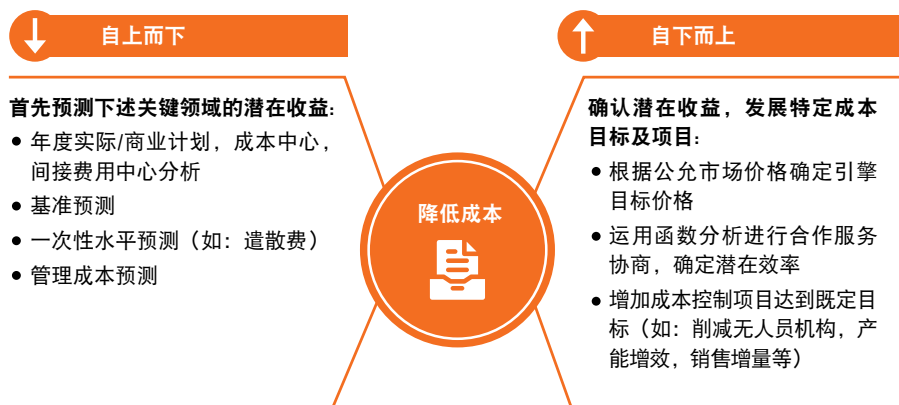 自上而下
首先预测下述关键领域的潜在收益:
• 年度实际/商业计划，成本中心，
间接费用中心分析
• 基准预测
• 一次性水平预测（如：遣散费）
• 管理成本预测
降低成本
自下而上
确认潜在收益，发展特定成本
目标及项目:
• 根据公允市场价格确定引擎
目标价格
• 运用函数分析进行合作服务
协商，确定潜在效率
• 增加成本控制项目达到既定目
标（如：削减无人员机构，产
能增效，销售增量等）